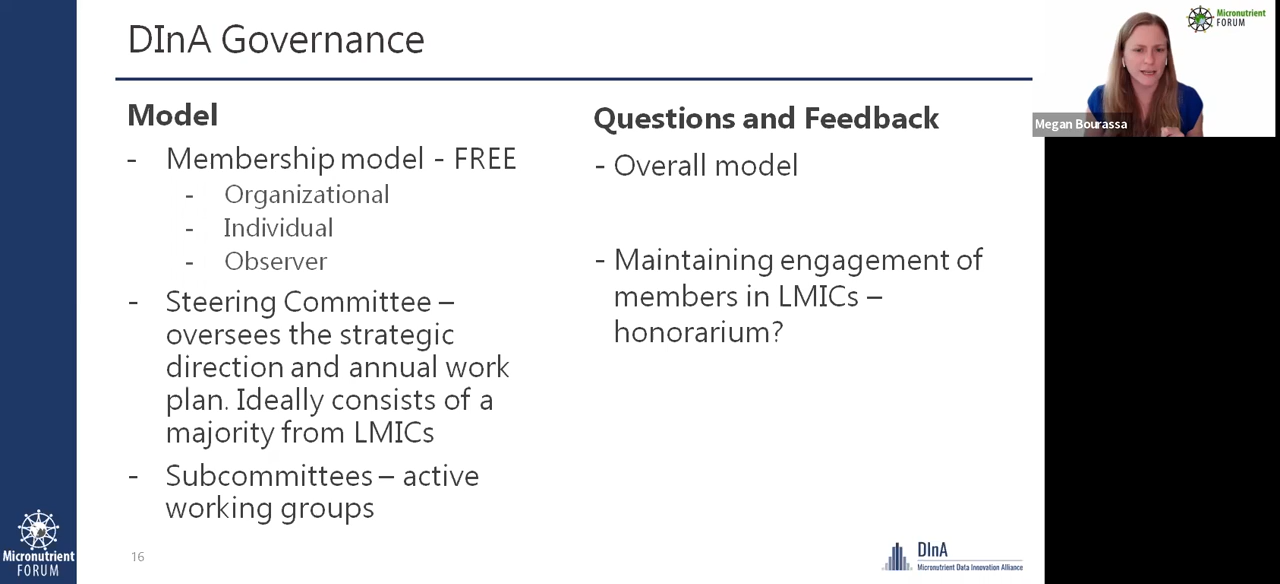 DInA Governance
Model
- Membership model - FREE
- Organizational
- Individual
- Observer
- Steering Committee –
oversees the strategic
direction and annual work
plan. Ideally consists of a
majority from LMICs
- Subcommittees – active
working groups
Questions and Feedback
- Overall model
- Maintaining engagement of
members in LMICs –
honorarium?
Micronutrient
FORUM
Megan Bourassa
Micronutrient
FORUM
16
DInA
Micronutrient Data Innovation Alliance